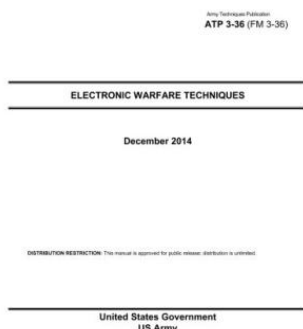 Army Techniques Publication
ATP 3-36 (FM 3-36)
ELECTRONIC WARFARE TECHNIQUES
December 2014
DISTRIBUTION RESTRICTION: This manual is approved for public release; distribution is unlimited.
United States Government
US Army